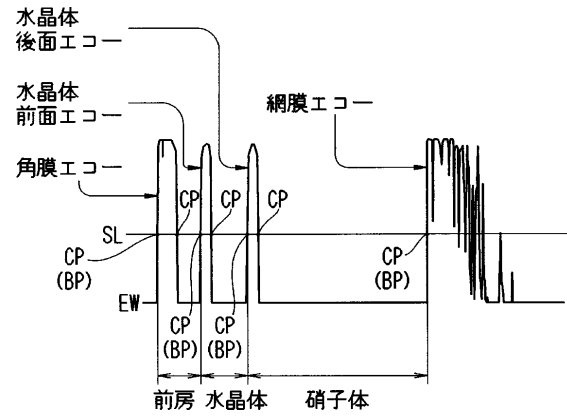 水晶体
後面エコー
水晶体
前面エコー
角膜エコー
網膜エコー
CP
CP
CP
SL
CP
(BP)
CP
(BP)
EW
CP
(BP)
CP
(BP)
前房
水晶体
硝子体